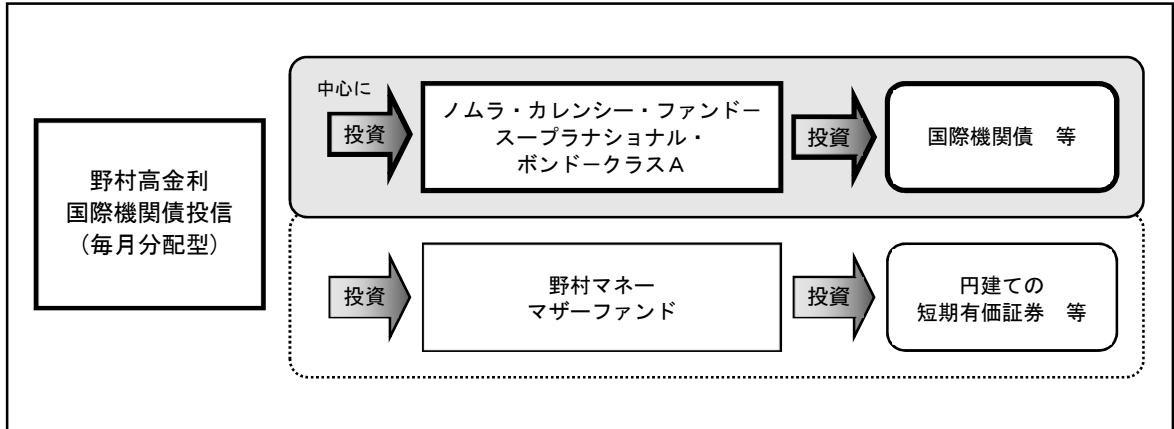 野村高金利
国際機関債投信
（毎月分配型）
中心に
投資
ノムラ・カレンシー・ファンド－
スープラナショナル・
ボンド－クラスＡ
投資
国際機関債　等
投資
野村マネー
マザーファンド
投資
円建ての
短期有価証券　等